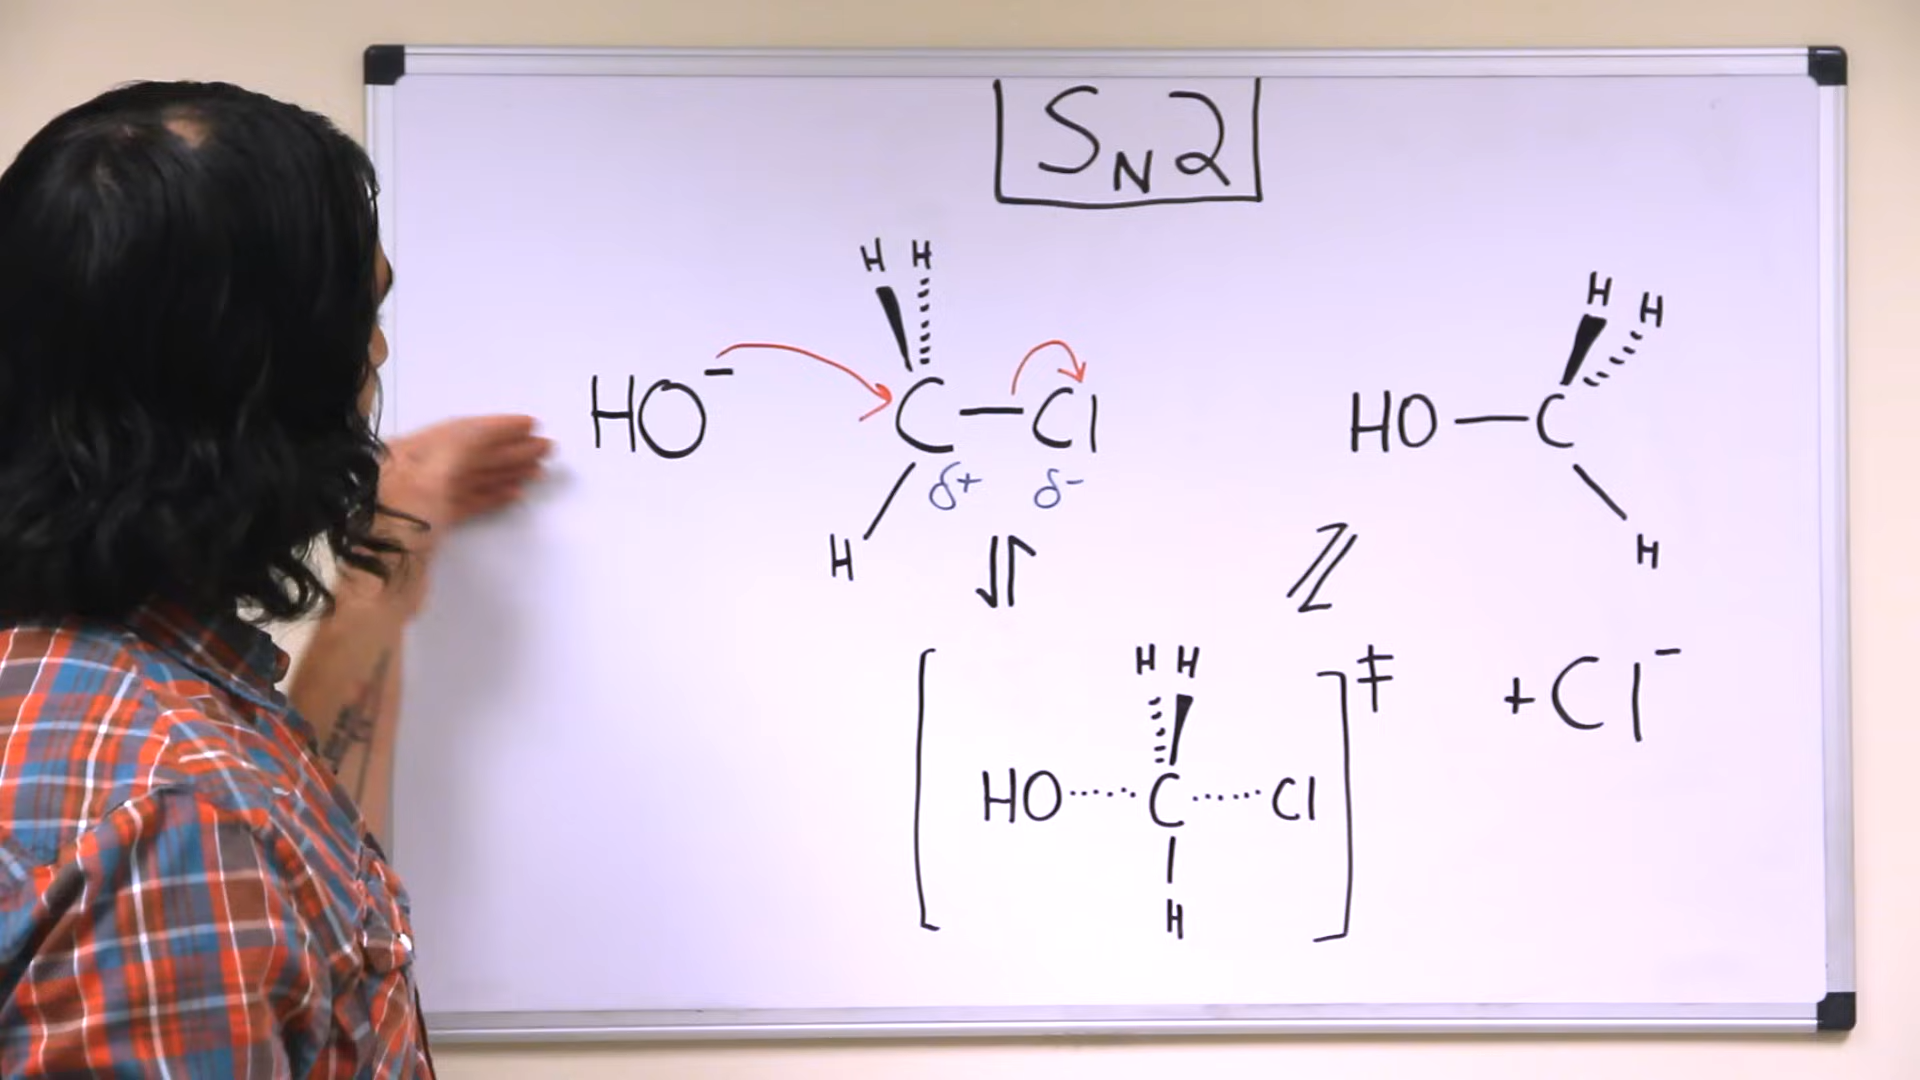 SN2
H H
H H
HO⁻ C—Cl
HO—C
δ+ δ-
H
H
H H ‡
+Cl⁻
HO·····C·····Cl
H